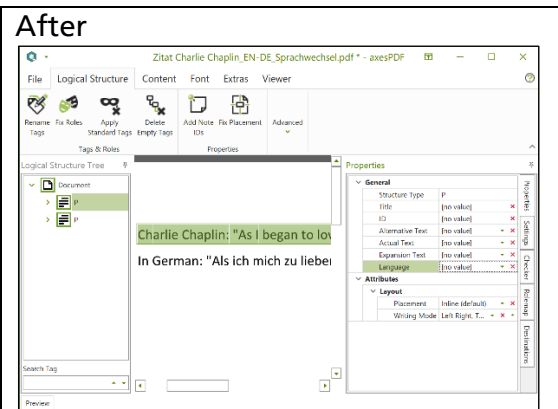 After
Zitat Charlie Chaplin_EN-DE_Sprachwechsel.pdf * - axesPDF
File Logical Structure Content Font Extras Viewer
Rename Tags Fix Roles Apply Standard Tags Delete Empty Tags Add Note IDs Fix Placement Advanced
Tags & Roles Properties
Logical Structure Tree
Document
P
P
Search Tag
Preview
Charlie Chaplin: "As I began to lov
In German: "Als ich mich zu lieber
Properties
General
Structure Type P
Title [no value]
ID [no value]
Alternative Text [no value]
Actual Text [no value]
Expansion Text [no value]
Language [no value]
Attributes
Layout
Placement Inline (default)
Writing Mode Left Right, T...
Properties
Settings
Checker
Rolemap
Destinations